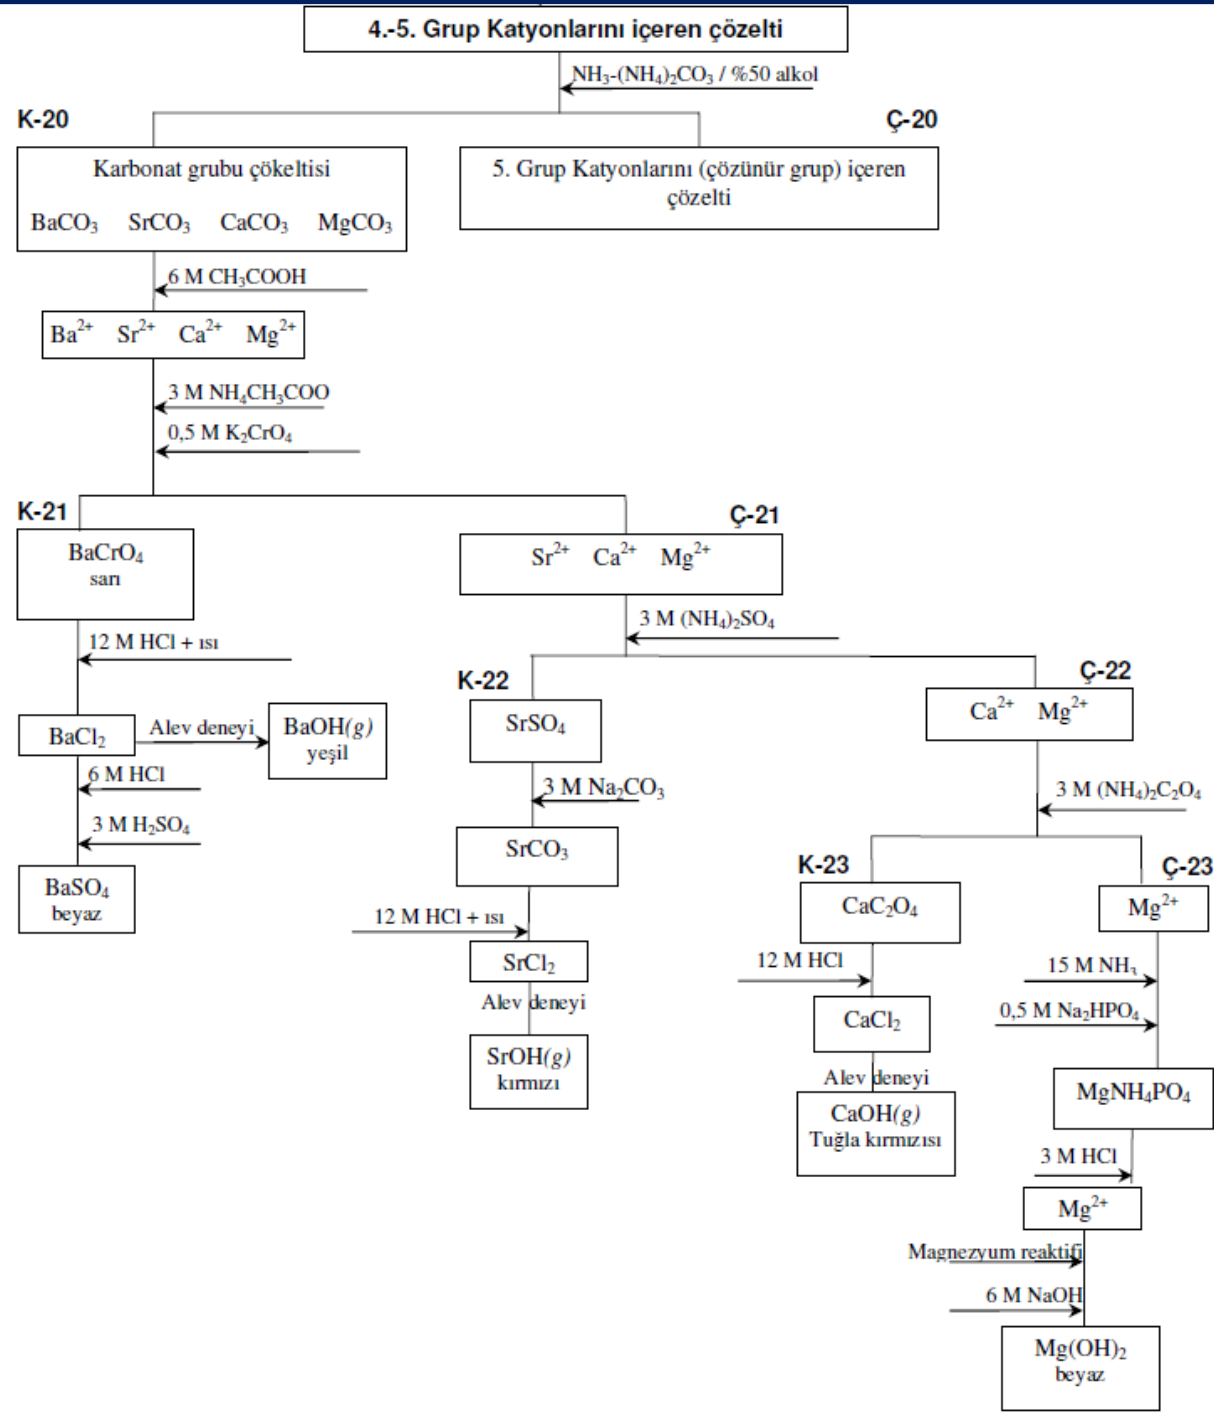 4.-5. Grup Katyonlarını içeren çözelti
NH₃-(NH₄)₂CO₃ / %50 alkol
K-20
Ç-20
Karbonat grubu çökeltisi
BaCO₃ SrCO₃ CaCO₃ MgCO₃
5. Grup Katyonlarını (çözünür grup) içeren
çözelti
6 M CH₃COOH
Ba²⁺ Sr²⁺ Ca²⁺ Mg²⁺
3 M NH₄CH₃COO
0,5 M K₂CrO₄
K-21
Ç-21
BaCrO₄
sarı
Sr²⁺ Ca²⁺ Mg²⁺
12 M HCl + ısı
3 M (NH₄)₂SO₄
K-22
Ç-22
BaCl₂
Alev deneyi
BaOH(g)
yeşil
SrSO₄
Ca²⁺ Mg²⁺
6 M HCl
3 M H₂SO₄
3 M Na₂CO₃
3 M (NH₄)₂C₂O₄
BaSO₄
beyaz
SrCO₃
K-23
Ç-23
CaC₂O₄
Mg²⁺
12 M HCl + ısı
12 M HCl
15 M NH₃
0,5 M Na₂HPO₄
SrCl₂
Alev deneyi
CaCl₂
SrOH(g)
kırmızı
Alev deneyi
MgNH₄PO₄
CaOH(g)
Tuğla kırmızısı
3 M HCl
Mg²⁺
Magnezyum reaktifi
6 M NaOH
Mg(OH)₂
beyaz